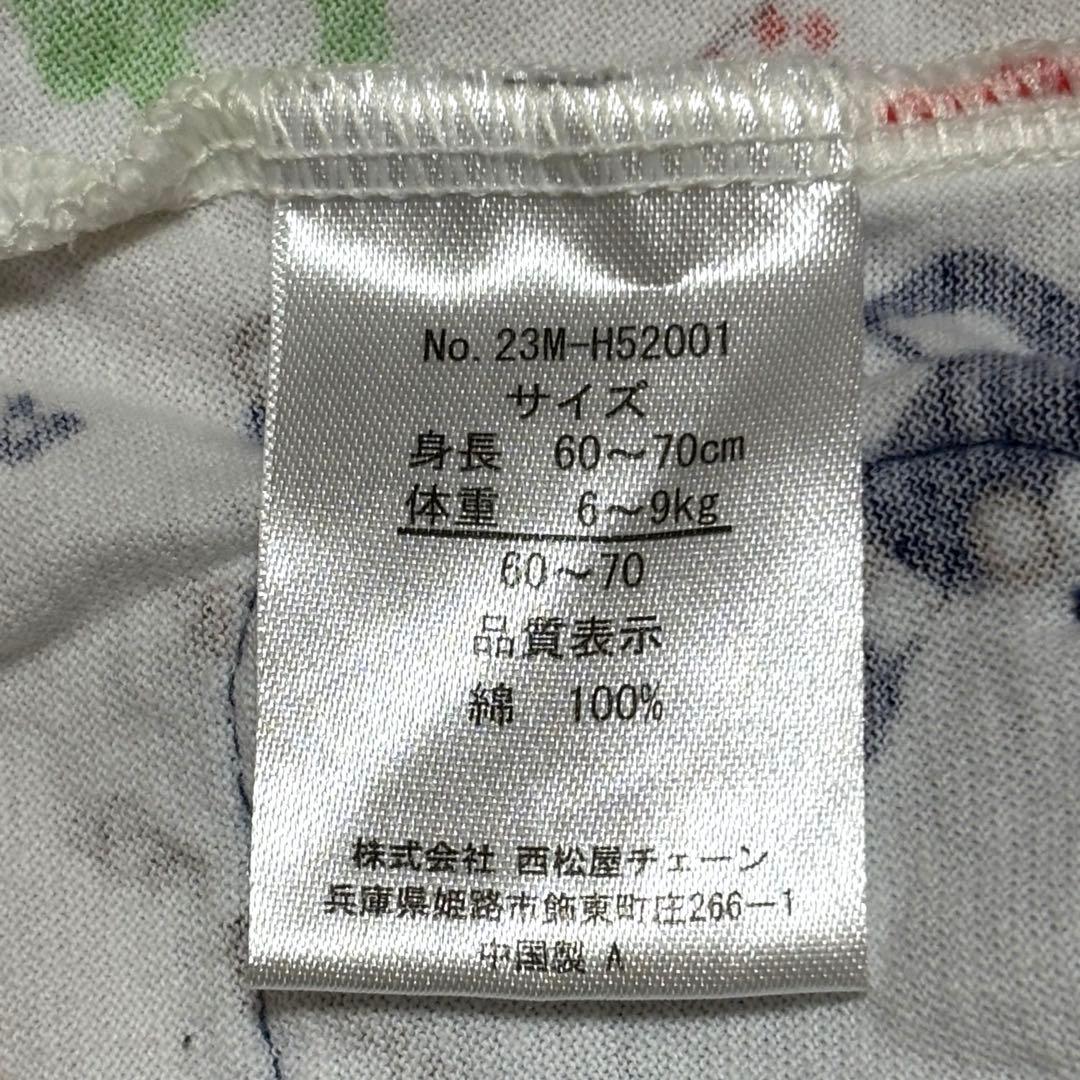 No. 23M-H52001
サイズ
身長 60～70cm
体重 6～9kg
60～70
品質表示
綿 100%
株式会社 西松屋チェーン
兵庫県姫路市飾東町庄266-1
中国製 A